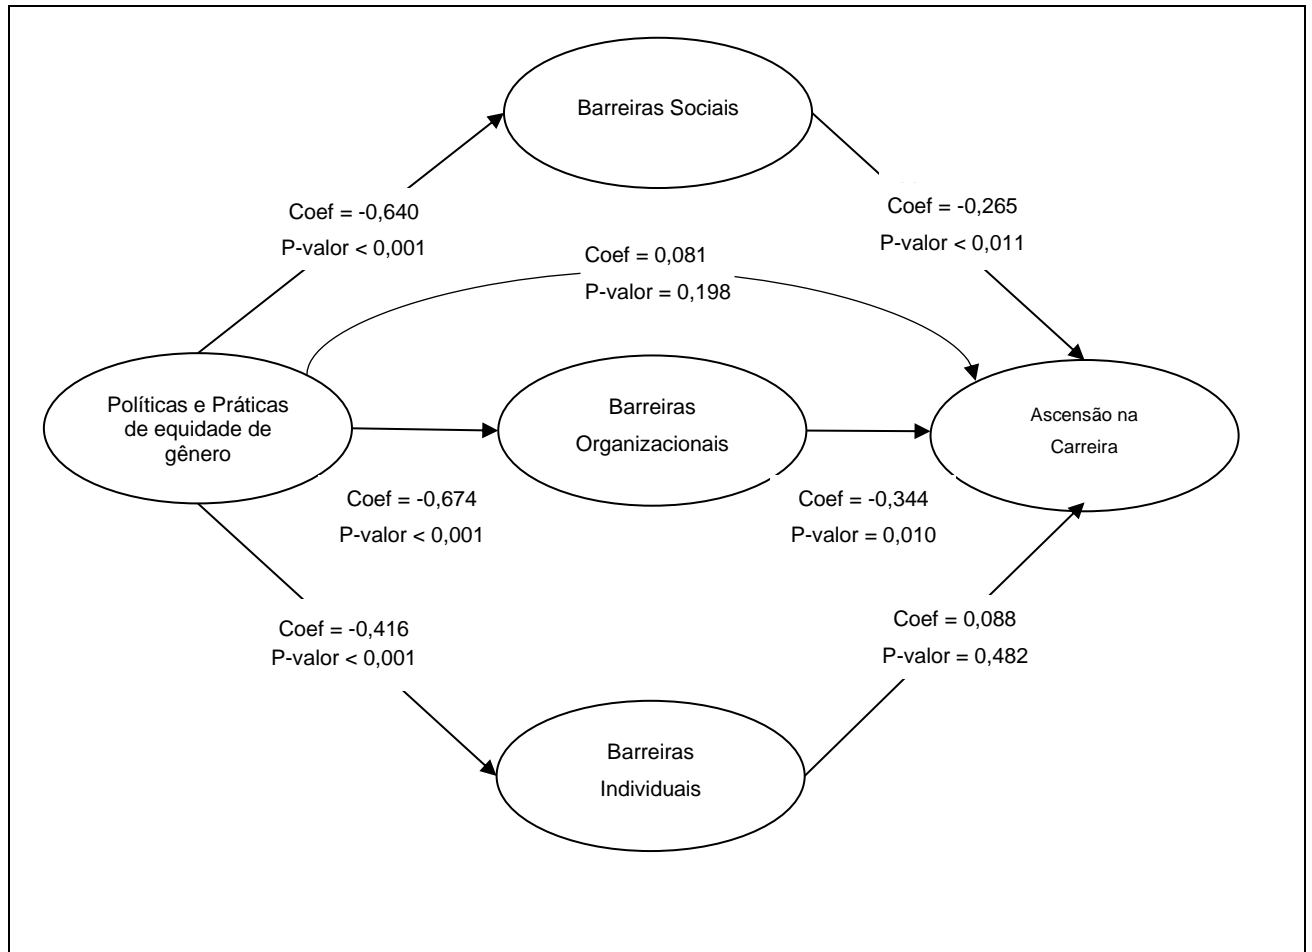 Barreiras Sociais
Coef = -0,640
P-valor < 0,001
Coef = -0,265
P-valor < 0,011
Coef = 0,081
P-valor = 0,198
Políticas e Práticas
de equidade de
gênero
Barreiras
Organizacionais
Ascensão na
Carreira
Coef = -0,674
P-valor < 0,001
Coef = -0,344
P-valor = 0,010
Coef = -0,416
P-valor < 0,001
Coef = 0,088
P-valor = 0,482
Barreiras
Individuais